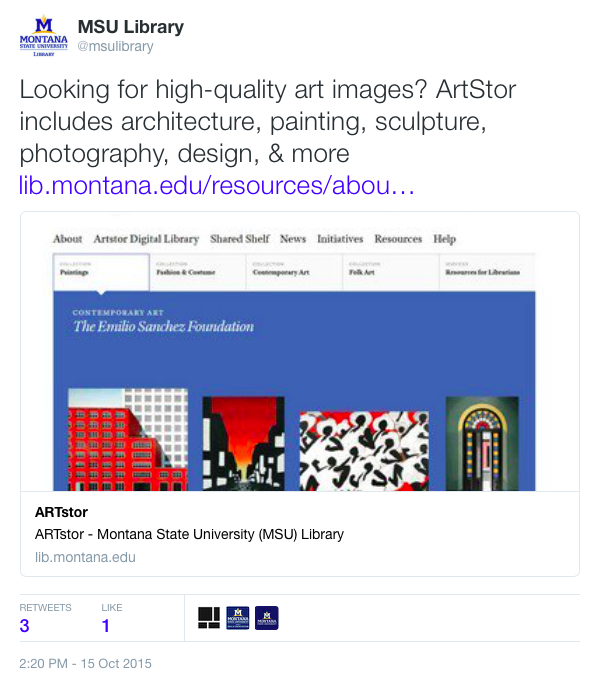 MSU Library
@msulibrary
M
MONTANA
STATE UNIVERSITY
LIBRARY
Looking for high-quality art images? ArtStor
includes architecture, painting, sculpture,
photography, design, & more
lib.montana.edu/resources/abou…
About Artstor Digital Library Shared Shelf News Initiatives Resources Help
COLLECTION COLLECTION COLLECTION COLLECTION SERVICES
Paintings Fashion & Costume Contemporary Art Folk Art Resources for Librarians
CONTEMPORARY ART
The Emilio Sanchez Foundation
ARTstor
ARTstor - Montana State University (MSU) Library
lib.montana.edu
RETWEETS LIKE
3 1
M M
MONTANA MONTANA
2:20 PM - 15 Oct 2015